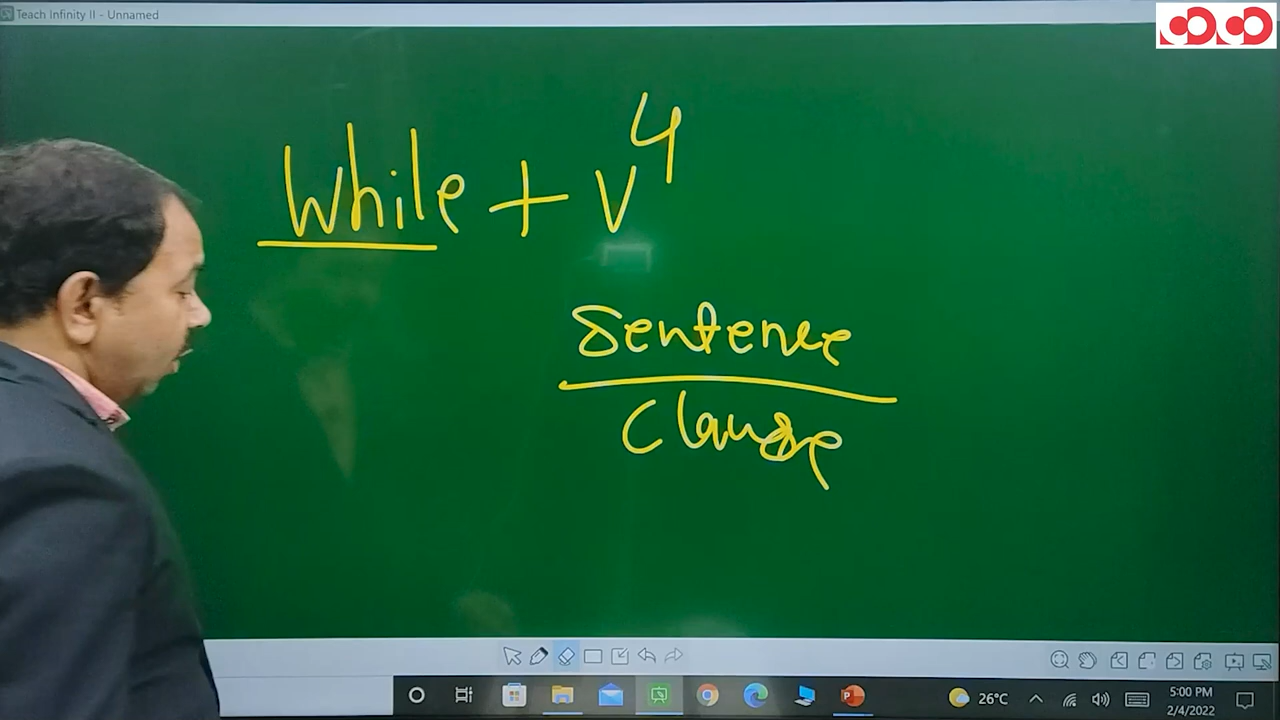 Teach Infinity II - Unnamed
While + V4
Sentence
Clause
26°C
5:00 PM
2/4/2022